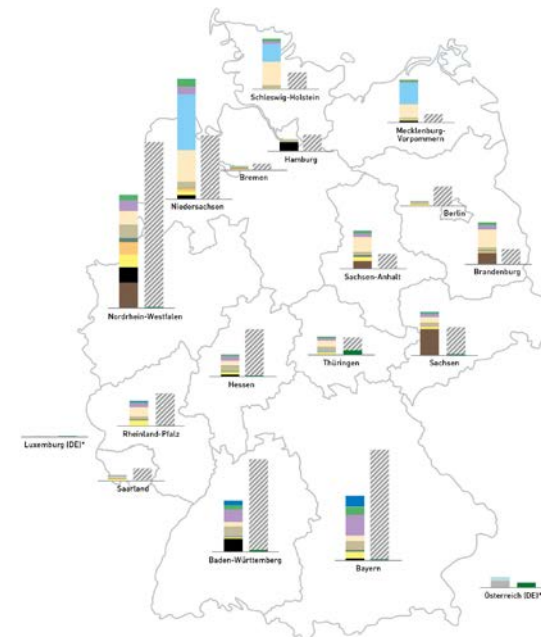 Schleswig-Holstein
Mecklenburg-
Vorpommern
Hamburg
Bremen
Niedersachsen
Berlin
Brandenburg
Sachsen-Anhalt
Nordrhein-Westfalen
Sachsen
Thüringen
Hessen
Rheinland-Pfalz
Luxemburg (DE)*
Saarland
Baden-Württemberg
Bayern
Österreich (DE)*